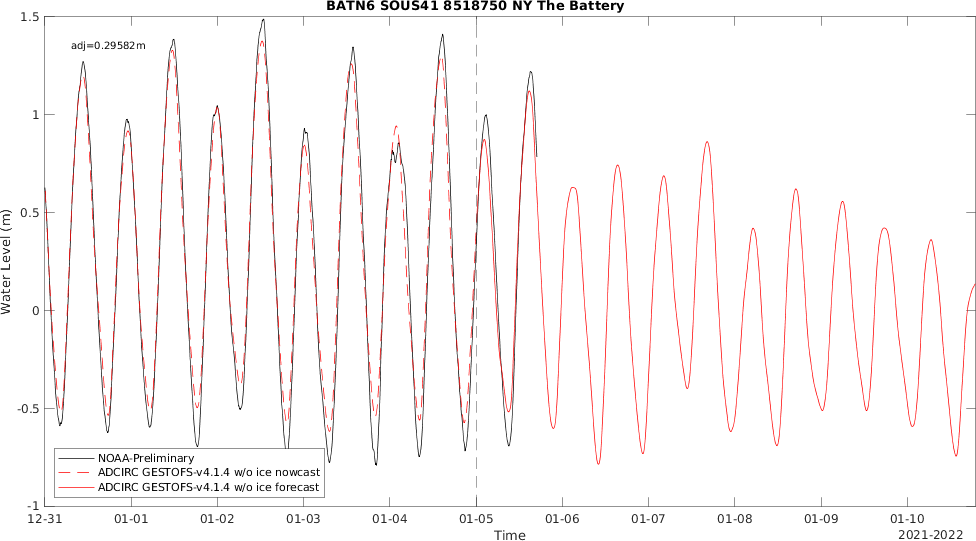 BATN6 SOUS41 8518750 NY The Battery
adj=0.29582m
Water Level (m)
1.5
1
0.5
0
-0.5
-1
NOAA-Preliminary
ADCIRC GESTOFS-v4.1.4 w/o ice nowcast
ADCIRC GESTOFS-v4.1.4 w/o ice forecast
12-31 01-01 01-02 01-03 01-04 01-05 01-06 01-07 01-08 01-09 01-10
Time
2021-2022